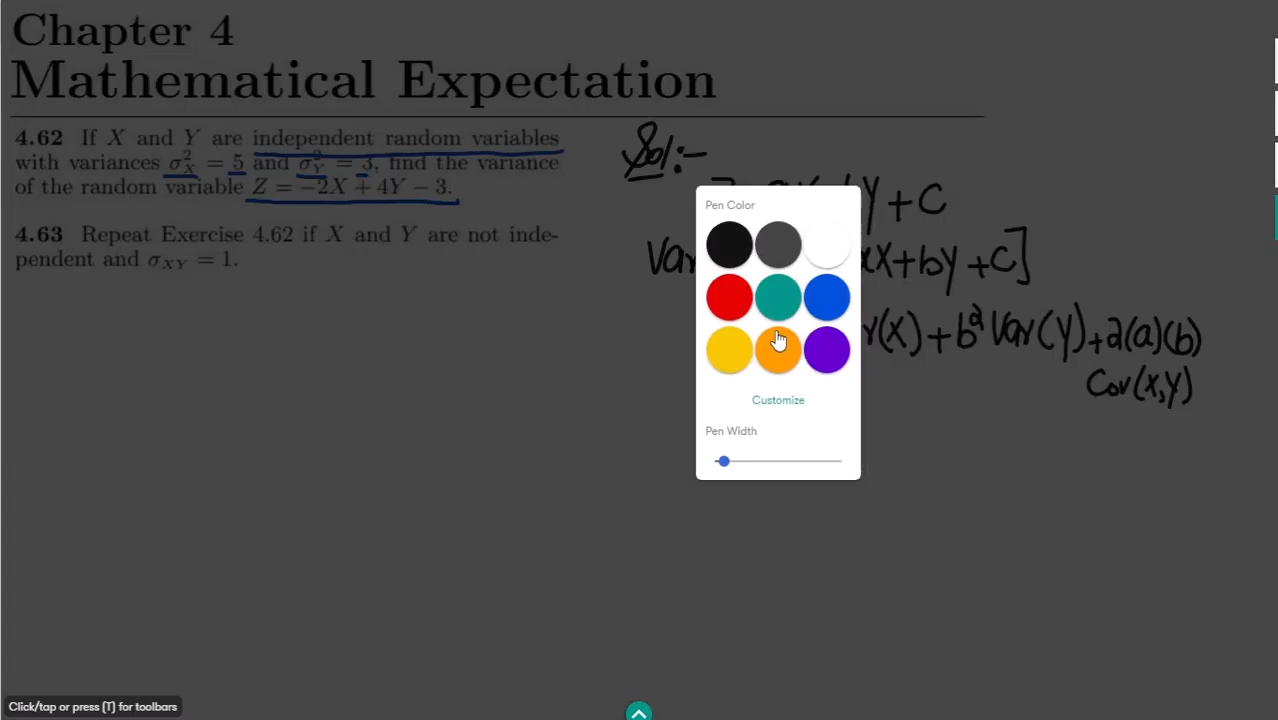 Chapter 4
Mathematical Expectation
4.62 If X and Y are independent random variables
with variances σ²_X = 5 and σ²_Y = 3, find the variance
of the random variable Z = −2X + 4Y − 3.
4.63 Repeat Exercise 4.62 if X and Y are not inde-
pendent and σ_XY = 1.
Sol:-
Y + C
Var
X+bY+C]
r(X) + b² Var(Y)+2(a)(b)
Cov(X,Y)
Pen Color
Customize
Pen Width
Click/tap or press (T) for toolbars